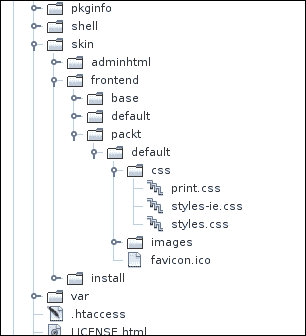 pkginfo
shell
skin
adminhtml
frontend
base
default
packt
default
css
print.css
styles-ie.css
styles.css
images
favicon.ico
install
var
.htaccess
LICENSE.html